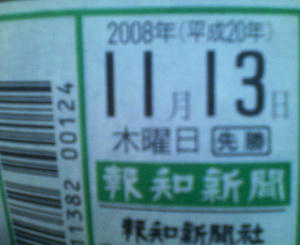 2008年(平成20年)
11月13日
木曜日 先勝
報知新聞
報知新聞社
11382 00124